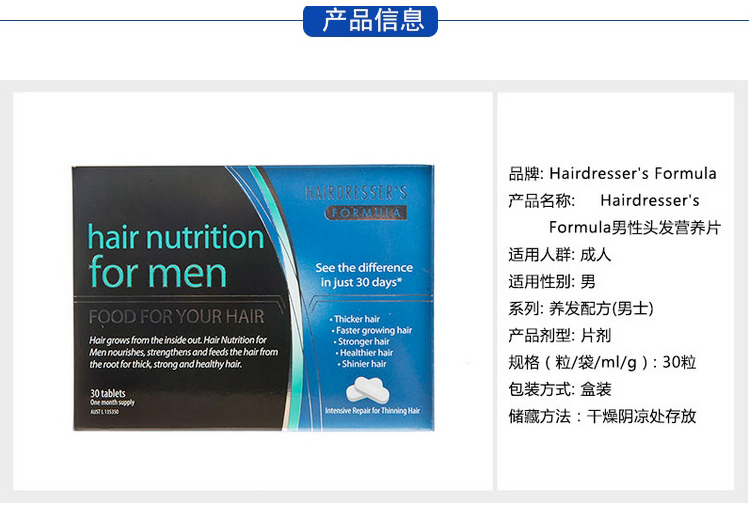 产品信息
hair nutrition
for men
FOOD FOR YOUR HAIR
Hair grows from the inside out. Hair Nutrition for
Men nourishes, strengthens and feeds the hair from
the root for thick, strong and healthy hair.
30 tablets
One month supply
AUST L 135350
HAIRDRESSER'S
FORMULA
See the difference
in just 30 days*
• Thicker hair
• Faster growing hair
• Stronger hair
• Healthier hair
• Shinier hair
Intensive Repair for Thinning Hair
品牌: Hairdresser's Formula
产品名称: Hairdresser's
Formula男性头发营养片
适用人群: 成人
适用性别: 男
系列: 养发配方(男士)
产品剂型: 片剂
规格 ( 粒/袋/ml/g ) : 30粒
包装方式: 盒装
储藏方法：干燥阴凉处存放